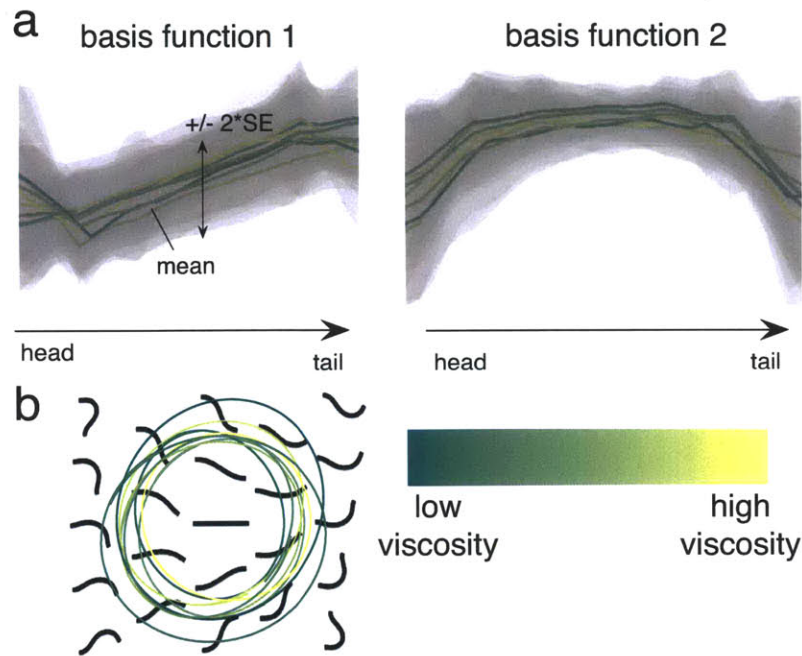 a
basis function 1
basis function 2
+/- 2*SE
mean
head
tail
head
tail
b
low
viscosity
high
viscosity